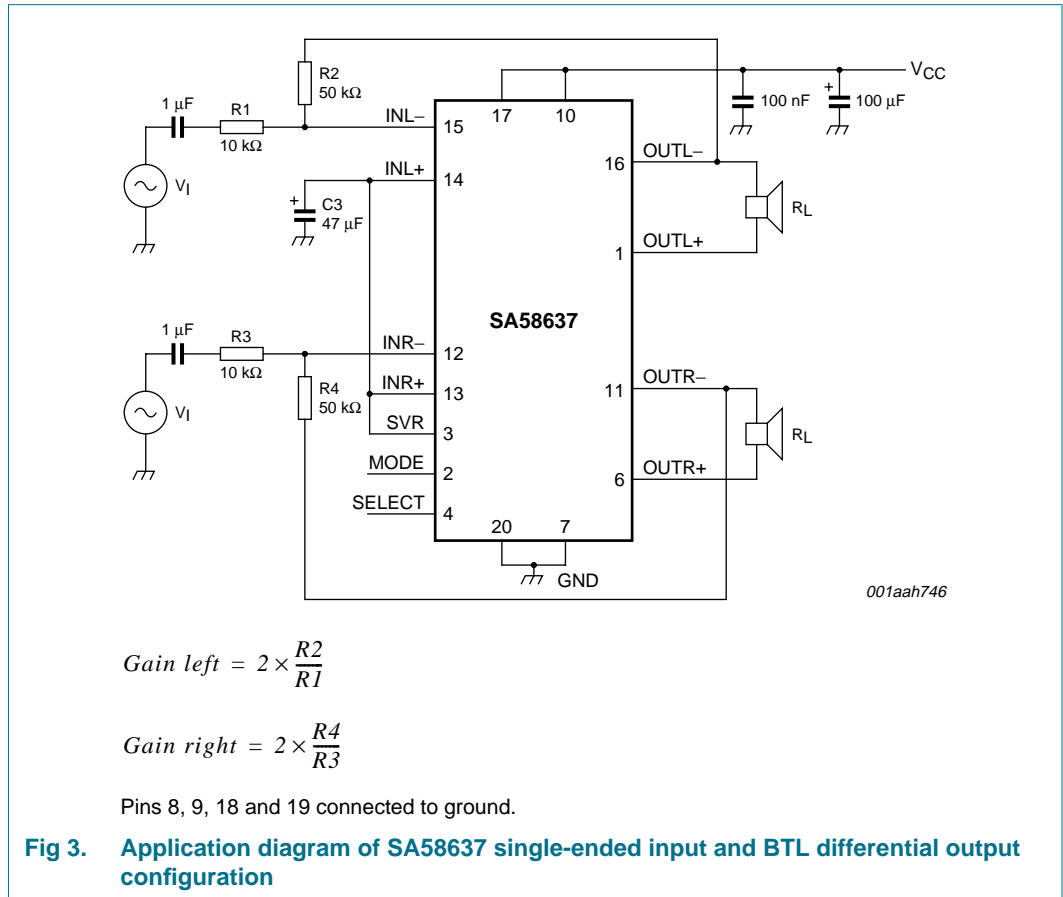 VCC
R2
50 kΩ
1 μF
R1
10 kΩ
INL−
15
17
10
100 nF
+
100 μF
VI
INL+
14
+
C3
47 μF
16
OUTL−
RL
1
OUTL+
SA58637
1 μF
R3
10 kΩ
INR−
12
R4
50 kΩ
INR+
13
SVR
3
MODE
2
SELECT
4
VI
11
OUTR−
RL
6
OUTR+
20
7
GND
001aah746
Gain left = 2 × R2/R1
Gain right = 2 × R4/R3
Pins 8, 9, 18 and 19 connected to ground.
Fig 3. Application diagram of SA58637 single-ended input and BTL differential output
configuration